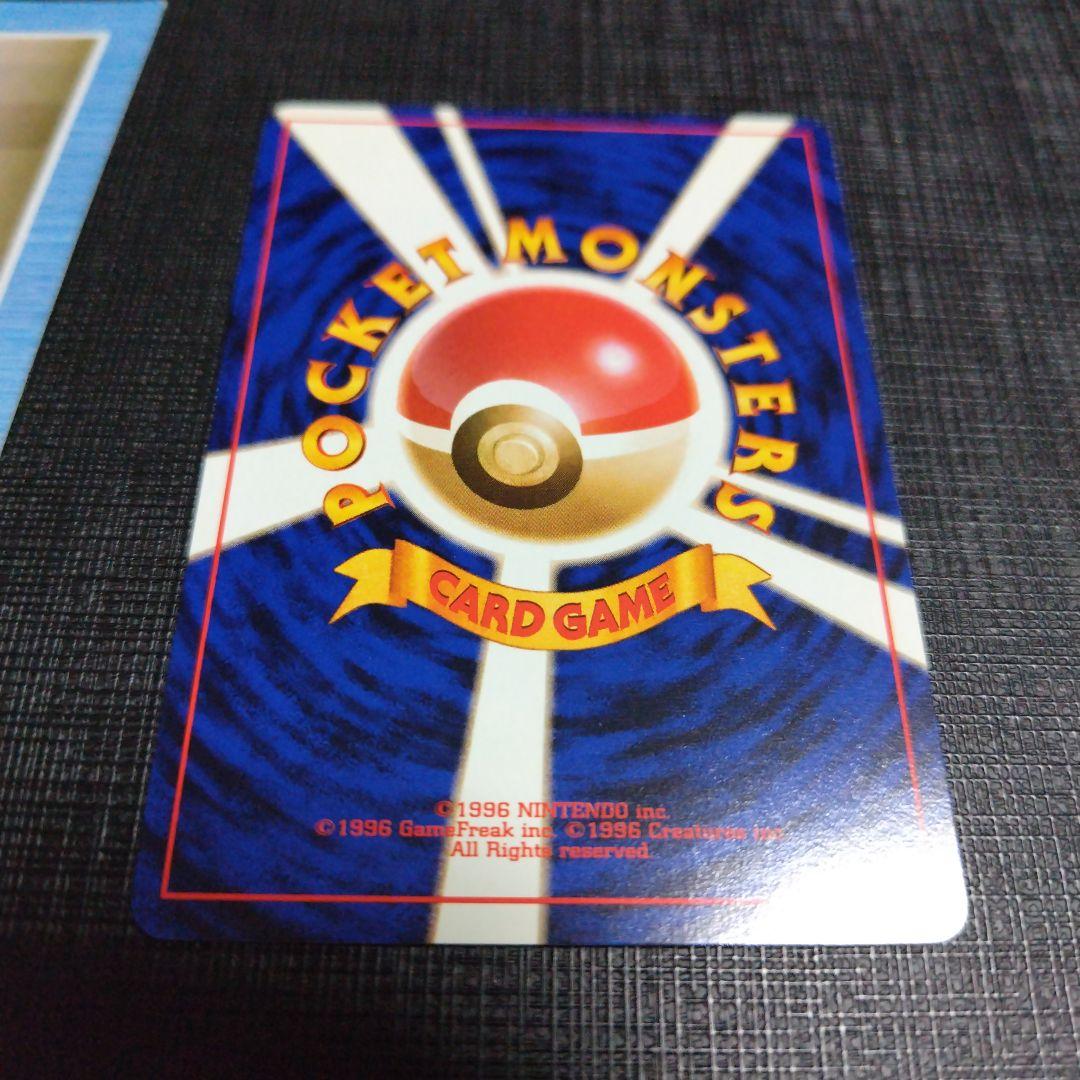 POCKET MONSTERS
CARD GAME
©1996 NINTENDO inc.
©1996 GameFreak inc. ©1996 Creatures inc.
All Rights reserved.